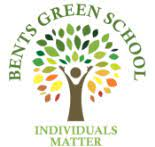 BENTS GREEN SCHOOL
INDIVIDUALS
MATTER